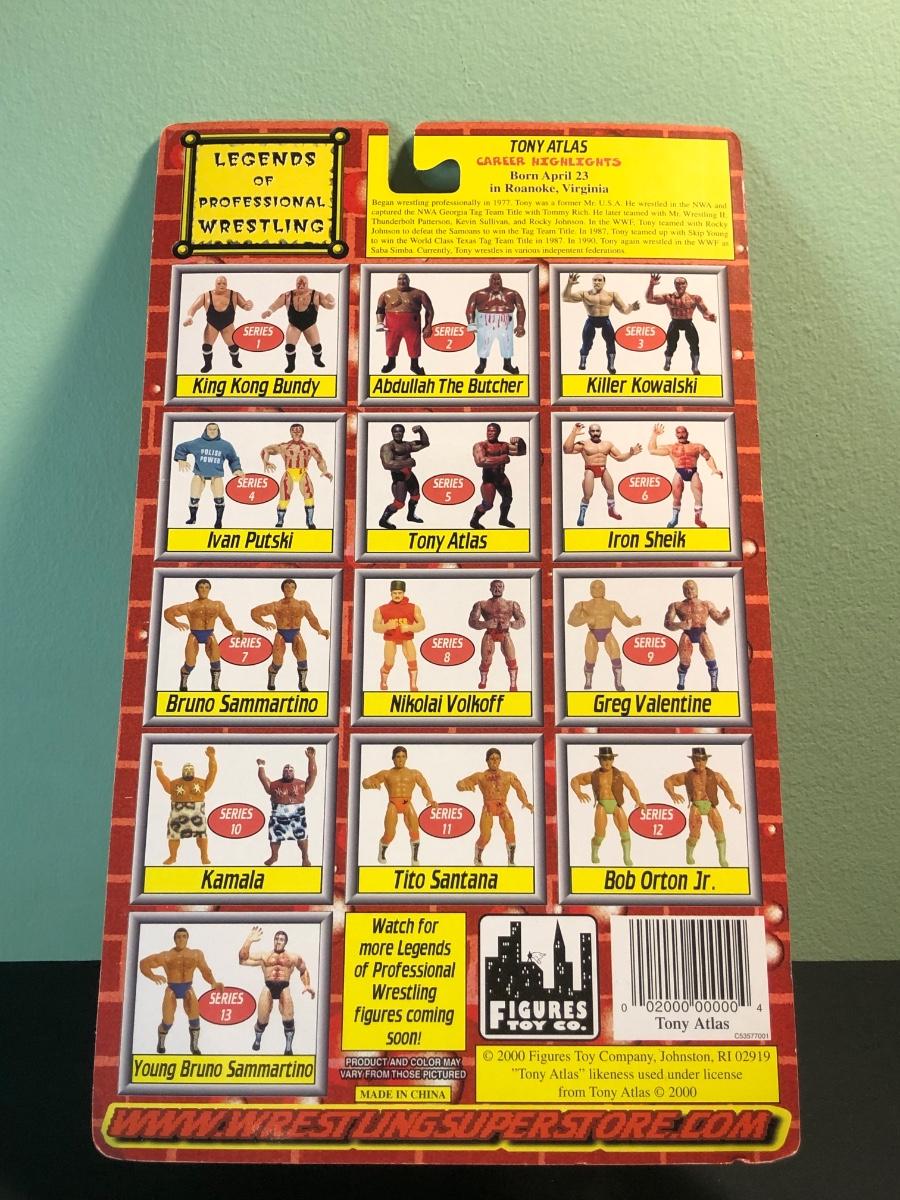 LEGENDS
OF
PROFESSIONAL
WRESTLING
TONY ATLAS
CAREER HIGHLIGHTS
Born April 23
in Roanoke, Virginia
Began wrestling professionally in 1977. Tony was a former Mr. U.S.A. He wrestled in the NWA and
captured the NWA Georgia Tag Team Title with Tommy Rich. He later teamed with Mr. Wrestling II,
Thunderbolt Patterson, Kevin Sullivan, and Rocky Johnson. In the WWF, Tony teamed with Rocky
Johnson to defeat the Samoans to win the Tag Team Title. In 1987, Tony teamed up with Skip Young
to win the World Class Texas Tag Team Title in 1987. In 1990, Tony again wrestled in the WWF as
Saba Simba. Currently, Tony wrestles in various indepentent federations.
SERIES
1
King Kong Bundy
SERIES
2
Abdullah The Butcher
SERIES
3
Killer Kowalski
POLISH
POWER
SERIES
4
Ivan Putski
SERIES
5
Tony Atlas
SERIES
6
Iron Sheik
SERIES
7
Bruno Sammartino
SERIES
8
Nikolai Volkoff
SERIES
9
Greg Valentine
SERIES
10
Kamala
SERIES
11
Tito Santana
SERIES
12
Bob Orton Jr.
SERIES
13
Young Bruno Sammartino
Watch for
more Legends
of Professional
Wrestling
figures coming
soon!
PRODUCT AND COLOR MAY
VARY FROM THOSE PICTURED
MADE IN CHINA
FIGURES
TOY CO.
0 02000 00000 4
Tony Atlas
C53577001
© 2000 Figures Toy Company, Johnston, RI 02919
"Tony Atlas" likeness used under license
from Tony Atlas © 2000
WWW.WRESTLINGSUPERSTORE.COM